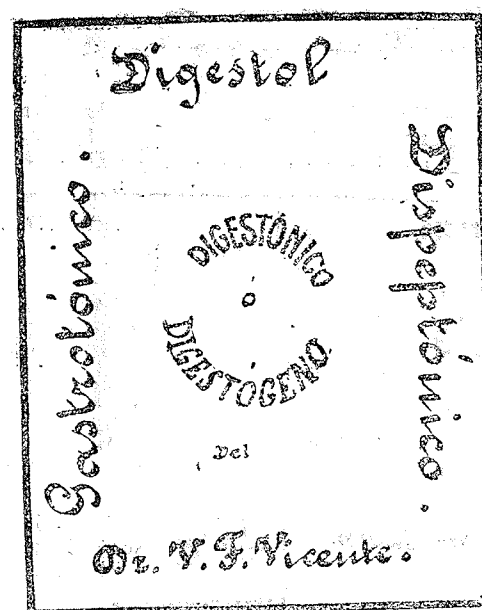 Digestol
Gastrotónico.
Dispeptónico.
DIGESTÓNICO
ó
DIGESTÓGENO
Del
Dr. V. F. Vicente.